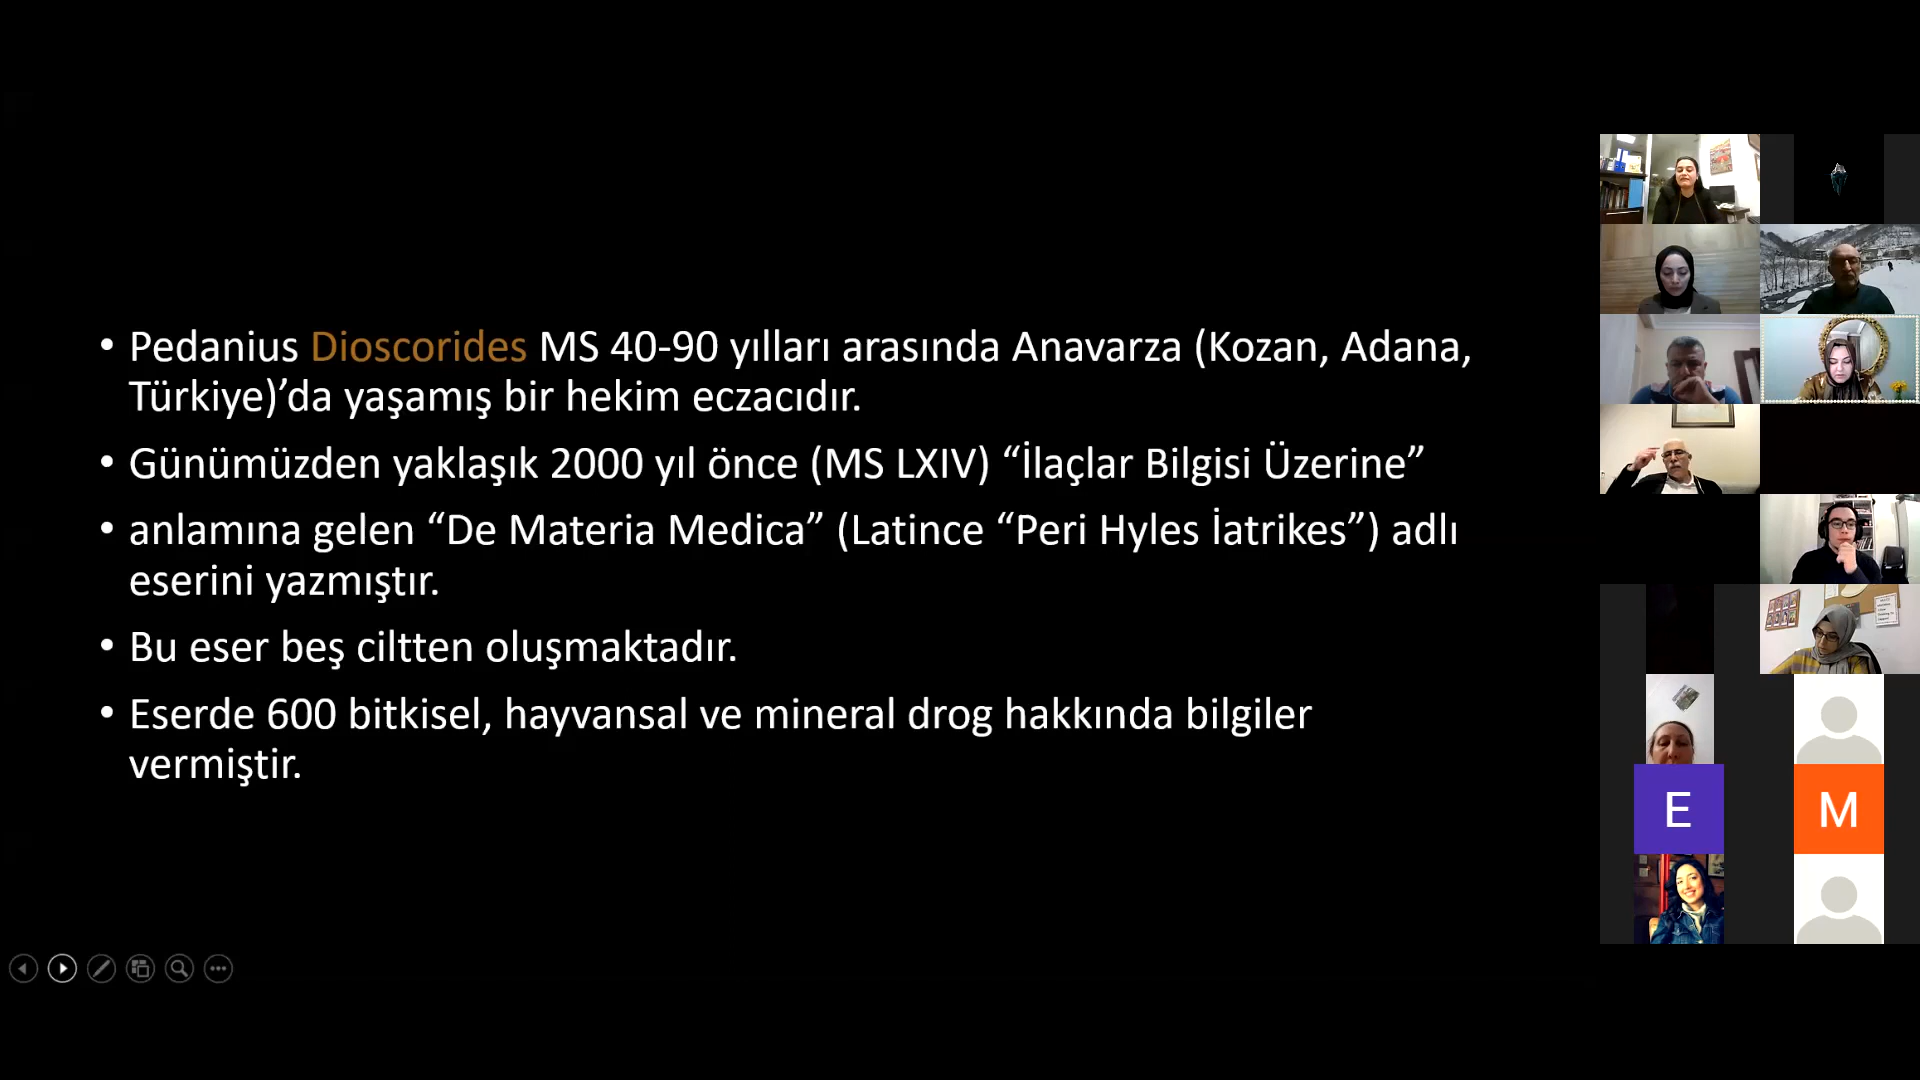 • Pedanius Dioscorides MS 40-90 yılları arasında Anavarza (Kozan, Adana,
Türkiye)’da yaşamış bir hekim eczacıdır.
• Günümüzden yaklaşık 2000 yıl önce (MS LXIV) “İlaçlar Bilgisi Üzerine”
• anlamına gelen “De Materia Medica” (Latince “Peri Hyles İatrikes”) adlı
eserini yazmıştır.
• Bu eser beş ciltten oluşmaktadır.
• Eserde 600 bitkisel, hayvansal ve mineral drog hakkında bilgiler
vermiştir.
E
M